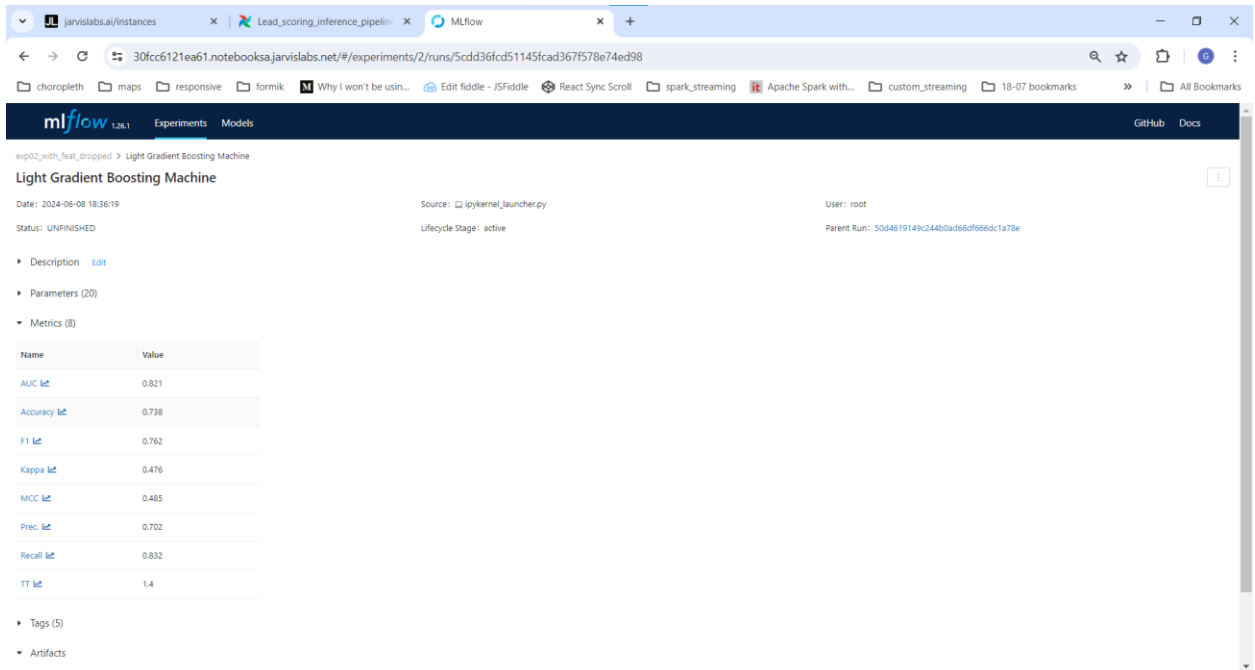 jarvislabs.ai/instances Lead_scoring_inference_pipelin MLflow
30fcc6121ea61.notebooksa.jarvislabs.net/#/experiments/2/runs/5cdd36fcd51145fcad367f578e74ed98
choropleth maps responsive formik Why I won't be usin... Edit fiddle - JSFiddle React Sync Scroll spark_streaming Apache Spark with... custom_streaming 18-07 bookmarks » All Bookmarks
mlflow 1.26.1 Experiments Models GitHub Docs
exp02_with_feat_dropped > Light Gradient Boosting Machine
Light Gradient Boosting Machine
Date: 2024-06-08 18:36:19 Source: ipykernel_launcher.py User: root
Status: UNFINISHED Lifecycle Stage: active Parent Run: 50d4619149c244b0ad66df666dc1a78e
Description Edit
Parameters (20)
Metrics (8)
Name Value
AUC 0.821
Accuracy 0.738
F1 0.762
Kappa 0.476
MCC 0.485
Prec. 0.702
Recall 0.832
TT 1.4
Tags (5)
Artifacts